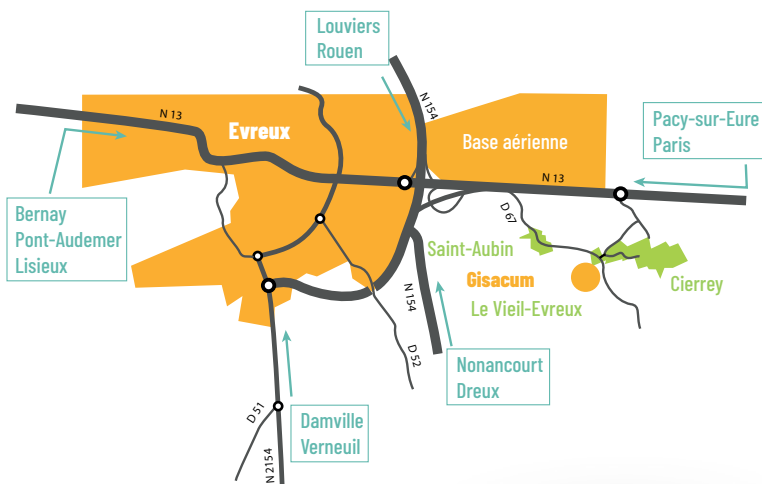 Louviers
Rouen
N 154
N 13
Evreux
Base aérienne
Pacy-sur-Eure
Paris
N 13
Bernay
Pont-Audemer
Lisieux
D 67
Saint-Aubin
Gisacum
Cierrey
Le Vieil-Evreux
N 154
D 52
Nonancourt
Dreux
D 51
Damville
Verneuil
N 2154